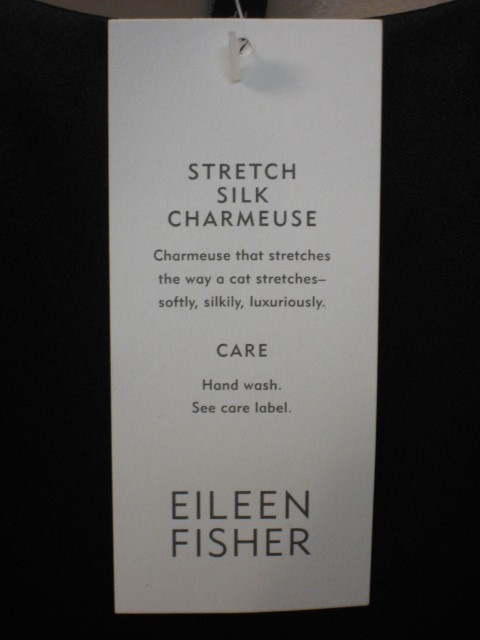 STRETCH
SILK
CHARMEUSE
Charmeuse that stretches
the way a cat stretches–
softly, silkily, luxuriously.
CARE
Hand wash.
See care label.
EILEEN
FISHER